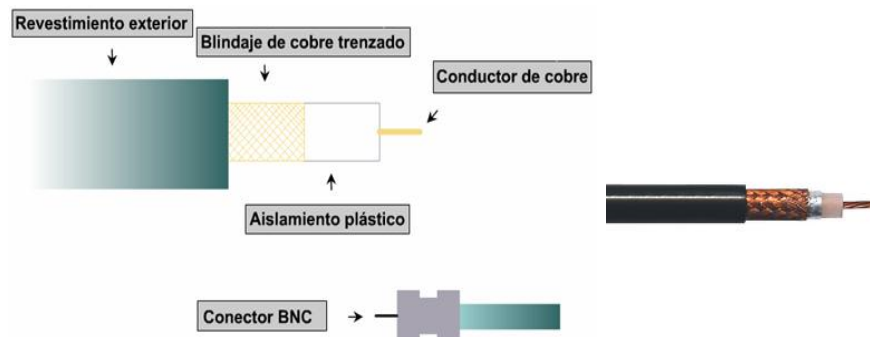 Revestimiento exterior
Blindaje de cobre trenzado
Conductor de cobre
Aislamiento plástico
Conector BNC